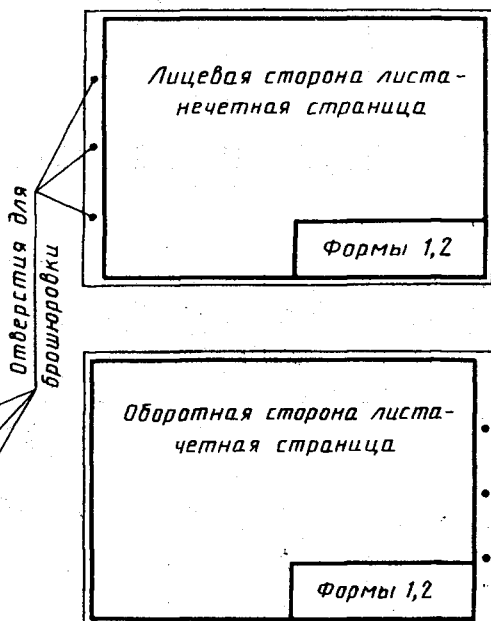 Лицевая сторона листа-
нечетная страница
Формы 1,2
Отверстия для
брошюровки
Оборотная сторона листа-
четная страница
Формы 1,2